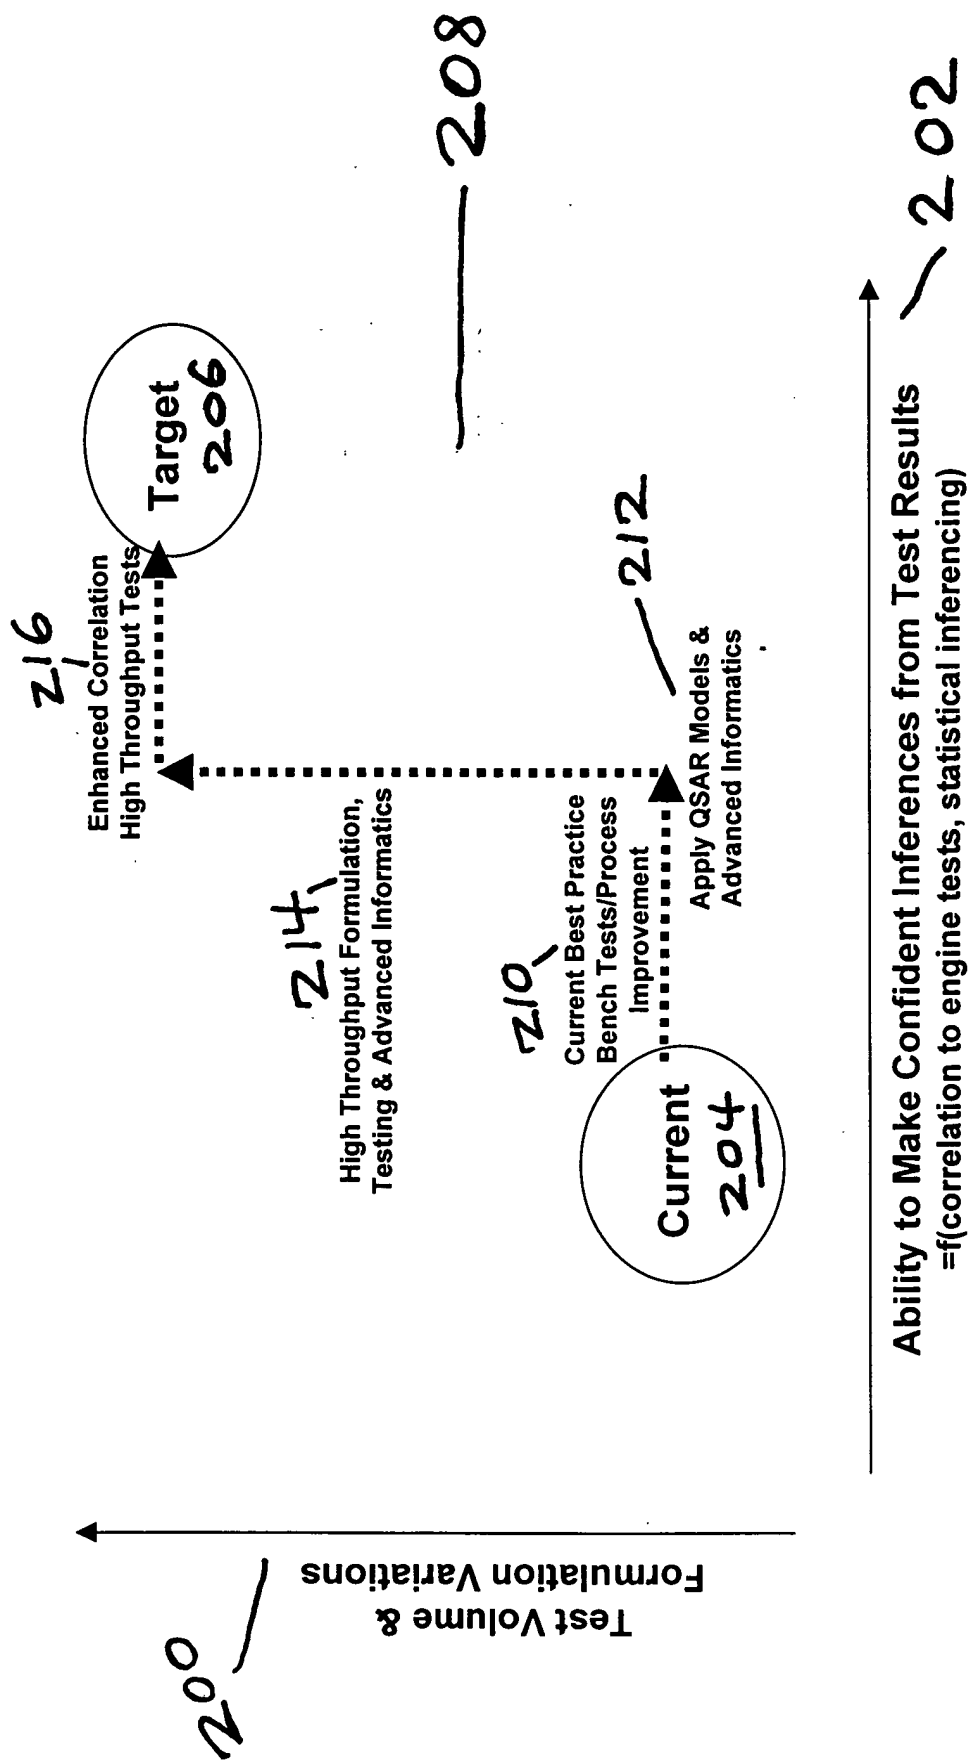 216
Enhanced Correlation
High Throughput Tests
Target
206
208
214
High Throughput Formulation,
Testing & Advanced Informatics
210
Current Best Practice
Bench Tests/Process
Improvement
212
Apply QSAR Models &
Advanced Informatics
Current
204
200
Test Volume &
Formulation Variations
202
Ability to Make Confident Inferences from Test Results
=f(correlation to engine tests, statistical inferencing)